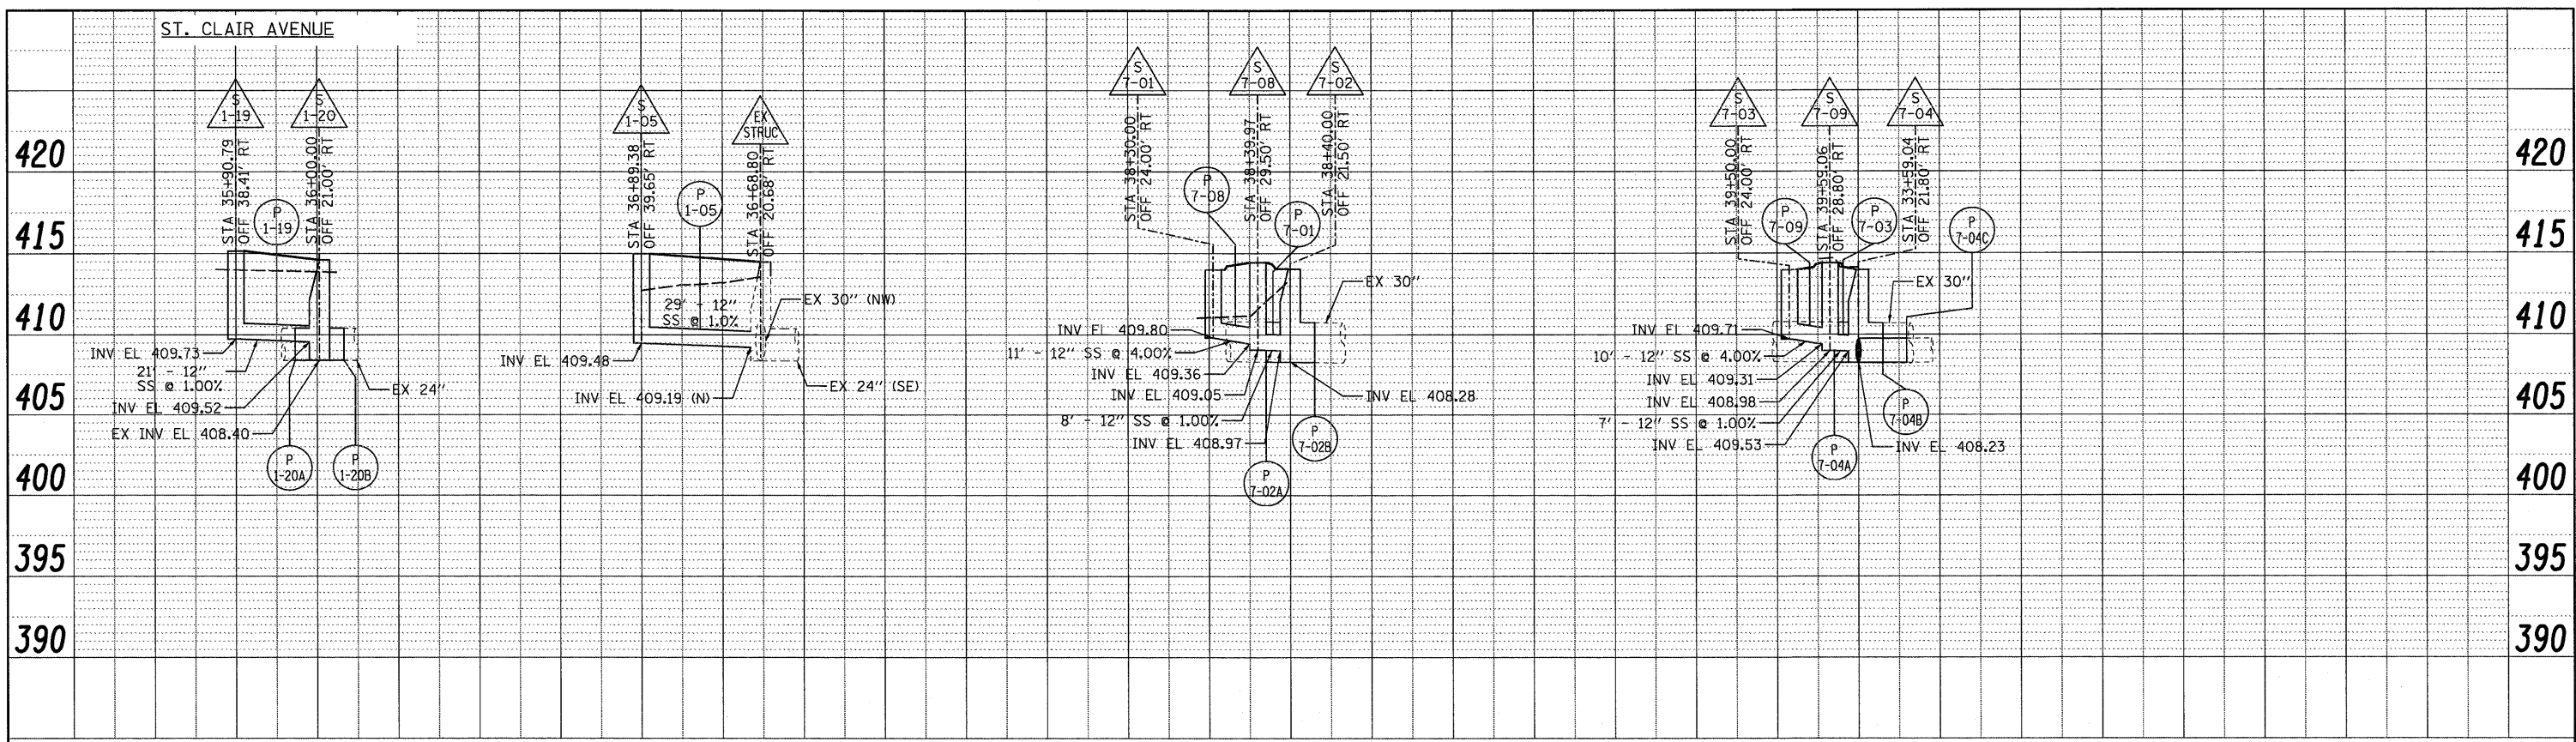 ST. CLAIR AVENUE
420
415
410
405
400
395
390
S
1-19
S
1-20
STA 35+90.79
OFF 38.41' RT
STA 36+00.00
OFF 21.00' RT
P
1-19
INV EL 409.73
21' - 12"
SS @ 1.00%
INV EL 409.52
EX INV EL 408.40
EX 24"
P
1-20A
P
1-20B
S
1-05
EX
STRUC
STA 36+89.38
OFF 39.65' RT
STA 36+68.80
OFF 20.68' RT
P
1-05
29' - 12"
SS @ 1.0%
EX 30" (NW)
INV EL 409.48
INV EL 409.19 (N)
EX 24" (SE)
S
7-01
S
7-08
S
7-02
STA 38+30.00
OFF 24.00' RT
STA 38+39.97
OFF 29.50' RT
STA 38+40.00
OFF 21.50' RT
P
7-08
P
7-01
EX 30"
INV EL 409.80
11' - 12" SS @ 4.00%
INV EL 409.36
INV EL 409.05
8' - 12" SS @ 1.00%
INV EL 408.97
INV EL 408.28
P
7-02B
P
7-02A
S
7-03
S
7-09
S
7-04
STA 39+50.00
OFF 24.00' RT
STA 39+59.06
OFF 28.80' RT
STA 33+59.04
OFF 21.80' RT
P
7-09
P
7-03
P
7-04C
EX 30"
INV EL 409.71
10' - 12" SS @ 4.00%
INV EL 409.31
INV EL 408.98
7' - 12" SS @ 1.00%
INV EL 409.53
P
7-04B
INV EL 408.23
P
7-04A
420
415
410
405
400
395
390